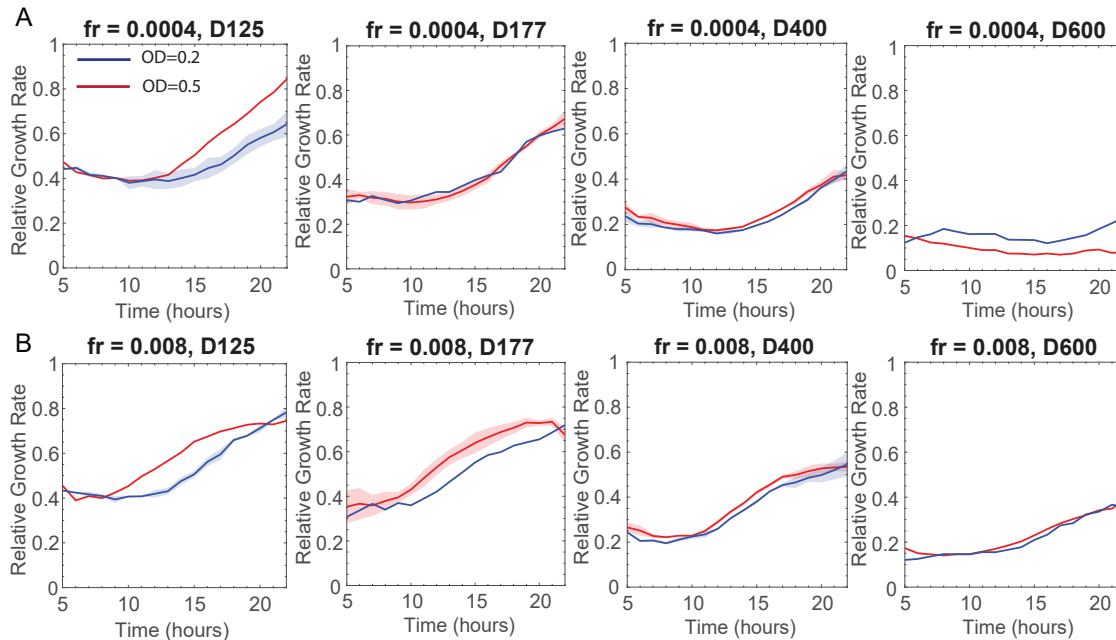 A
fr = 0.0004, D125
fr = 0.0004, D177
fr = 0.0004, D400
fr = 0.0004, D600
Relative Growth Rate
1
0.8
0.6
0.4
0.2
0
OD=0.2
OD=0.5
5
10
15
20
Time (hours)
Relative Growth Rate
1
0.8
0.6
0.4
0.2
0
5
10
15
20
Time (hours)
Relative Growth Rate
1
0.8
0.6
0.4
0.2
0
5
10
15
20
Time (hours)
Relative Growth Rate
1
0.8
0.6
0.4
0.2
0
5
10
15
20
Time (hours)
B
fr = 0.008, D125
fr = 0.008, D177
fr = 0.008, D400
fr = 0.008, D600
Relative Growth Rate
1
0.8
0.6
0.4
0.2
0
5
10
15
20
Time (hours)
Relative Growth Rate
1
0.8
0.6
0.4
0.2
0
5
10
15
20
Time (hours)
Relative Growth Rate
1
0.8
0.6
0.4
0.2
0
5
10
15
20
Time (hours)
Relative Growth Rate
1
0.8
0.6
0.4
0.2
0
5
10
15
20
Time (hours)